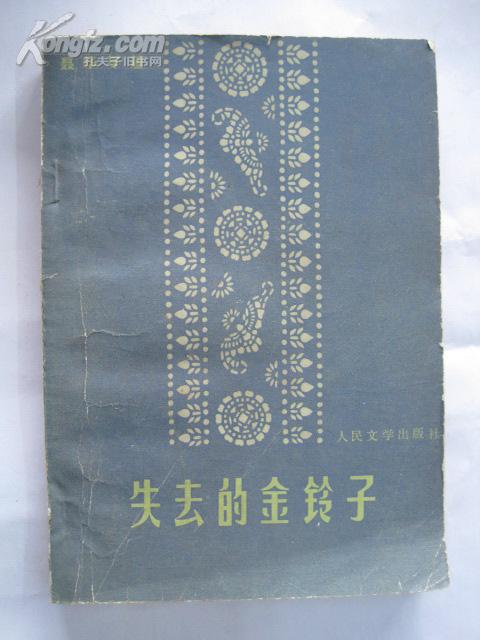 Kongfz.com
孔夫子旧书网
聂
人民文学出版社
失去的金铃子